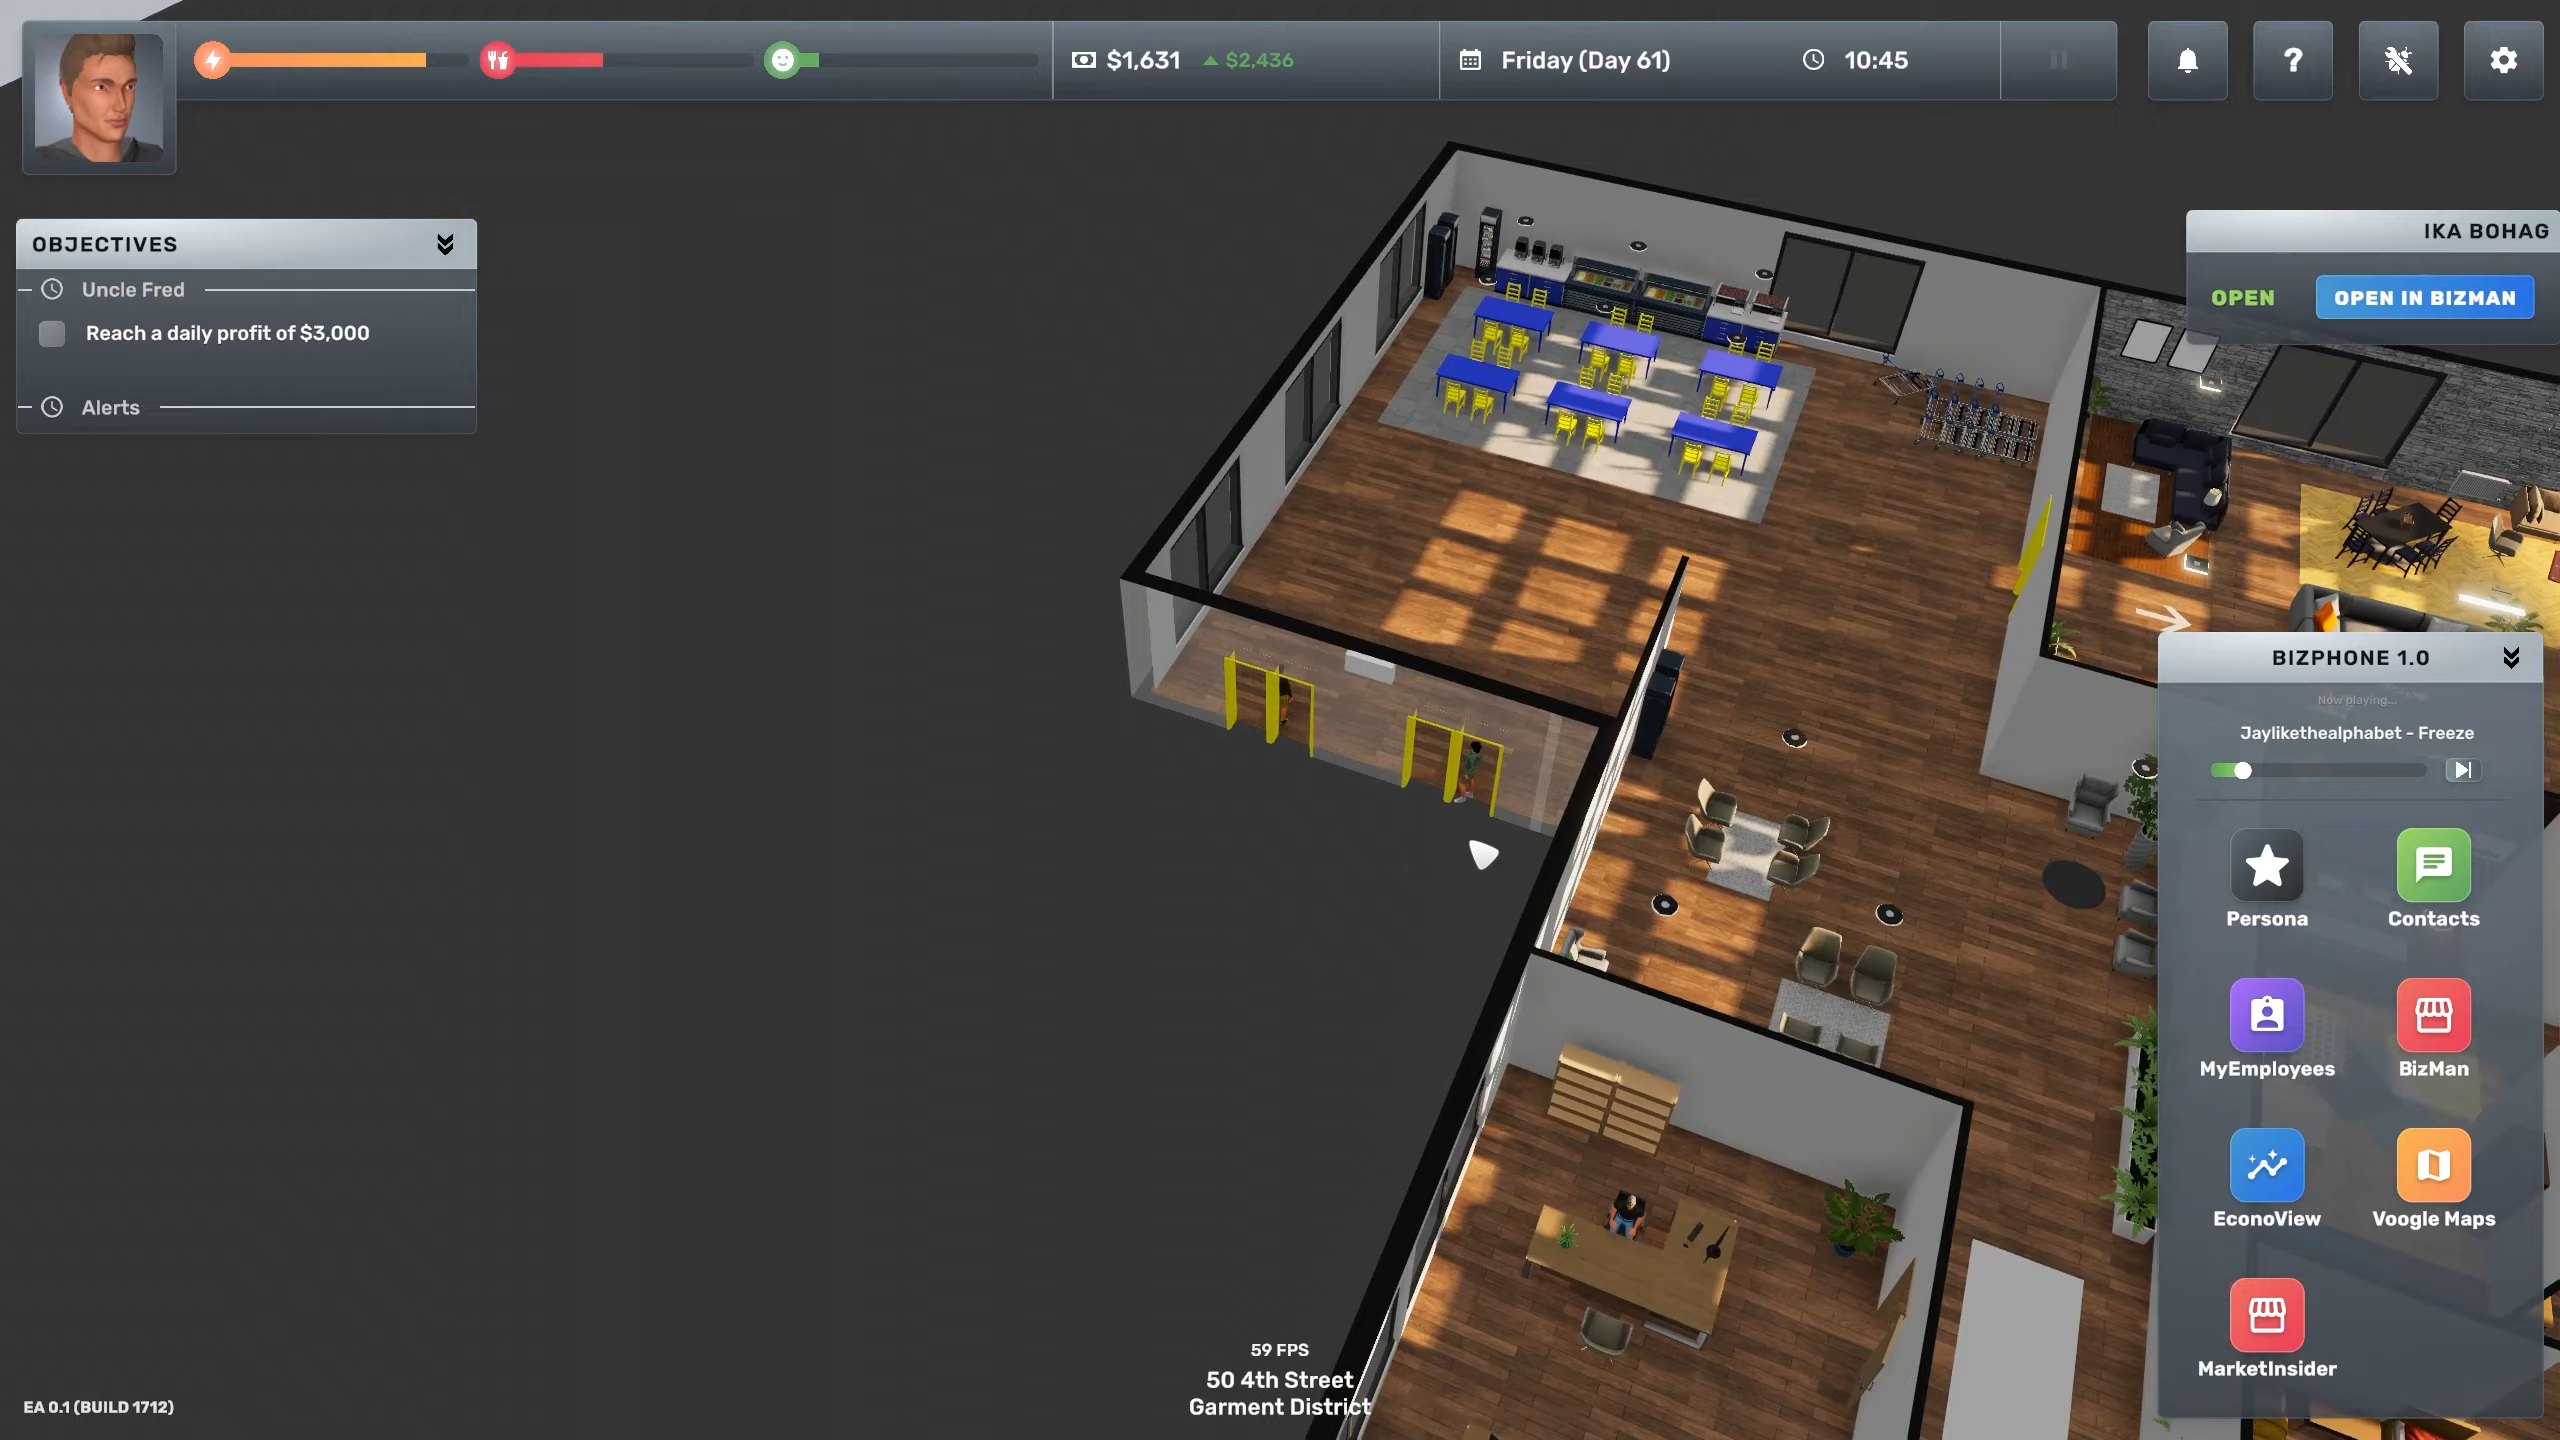 $1,631
$2,436
Friday (Day 61)
10:45
?
OBJECTIVES
Uncle Fred
Reach a daily profit of $3,000
Alerts
IKA BOHAG
OPEN
OPEN IN BIZMAN
BIZPHONE 1.0
Now playing...
Jaylikethealphabet - Freeze
Persona
Contacts
MyEmployees
BizMan
EconoView
Voogle Maps
MarketInsider
59 FPS
50 4th Street
Garment District
EA 0.1 (BUILD 1712)